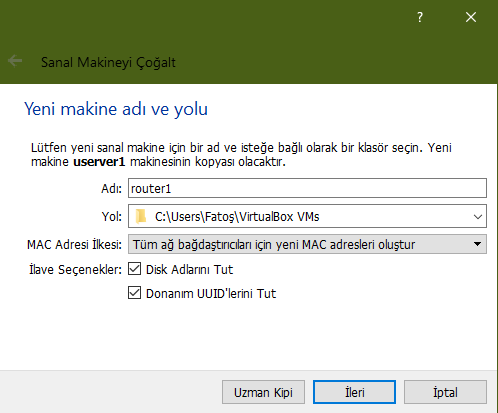 ?
Sanal Makineyi Çoğalt
Yeni makine adı ve yolu
Lütfen yeni sanal makine için bir ad ve isteğe bağlı olarak bir klasör seçin. Yeni
makine userver1 makinesinin kopyası olacaktır.
Adı: router1
Yol: C:\Users\Fatoş\VirtualBox VMs
MAC Adresi İlkesi: Tüm ağ bağdaştırıcıları için yeni MAC adresleri oluştur
İlave Seçenekler: Disk Adlarını Tut
Donanım UUID'lerini Tut
Uzman Kipi İleri İptal